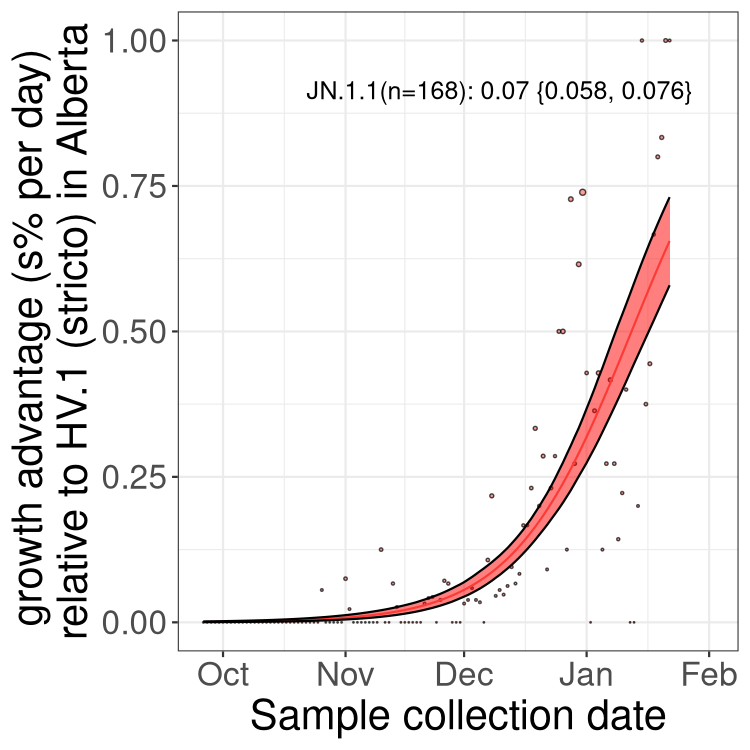 growth advantage (s% per day)
relative to HV.1 (stricto) in Alberta
1.00
0.75
0.50
0.25
0.00
JN.1.1(n=168): 0.07 {0.058, 0.076}
Oct Nov Dec Jan Feb
Sample collection date